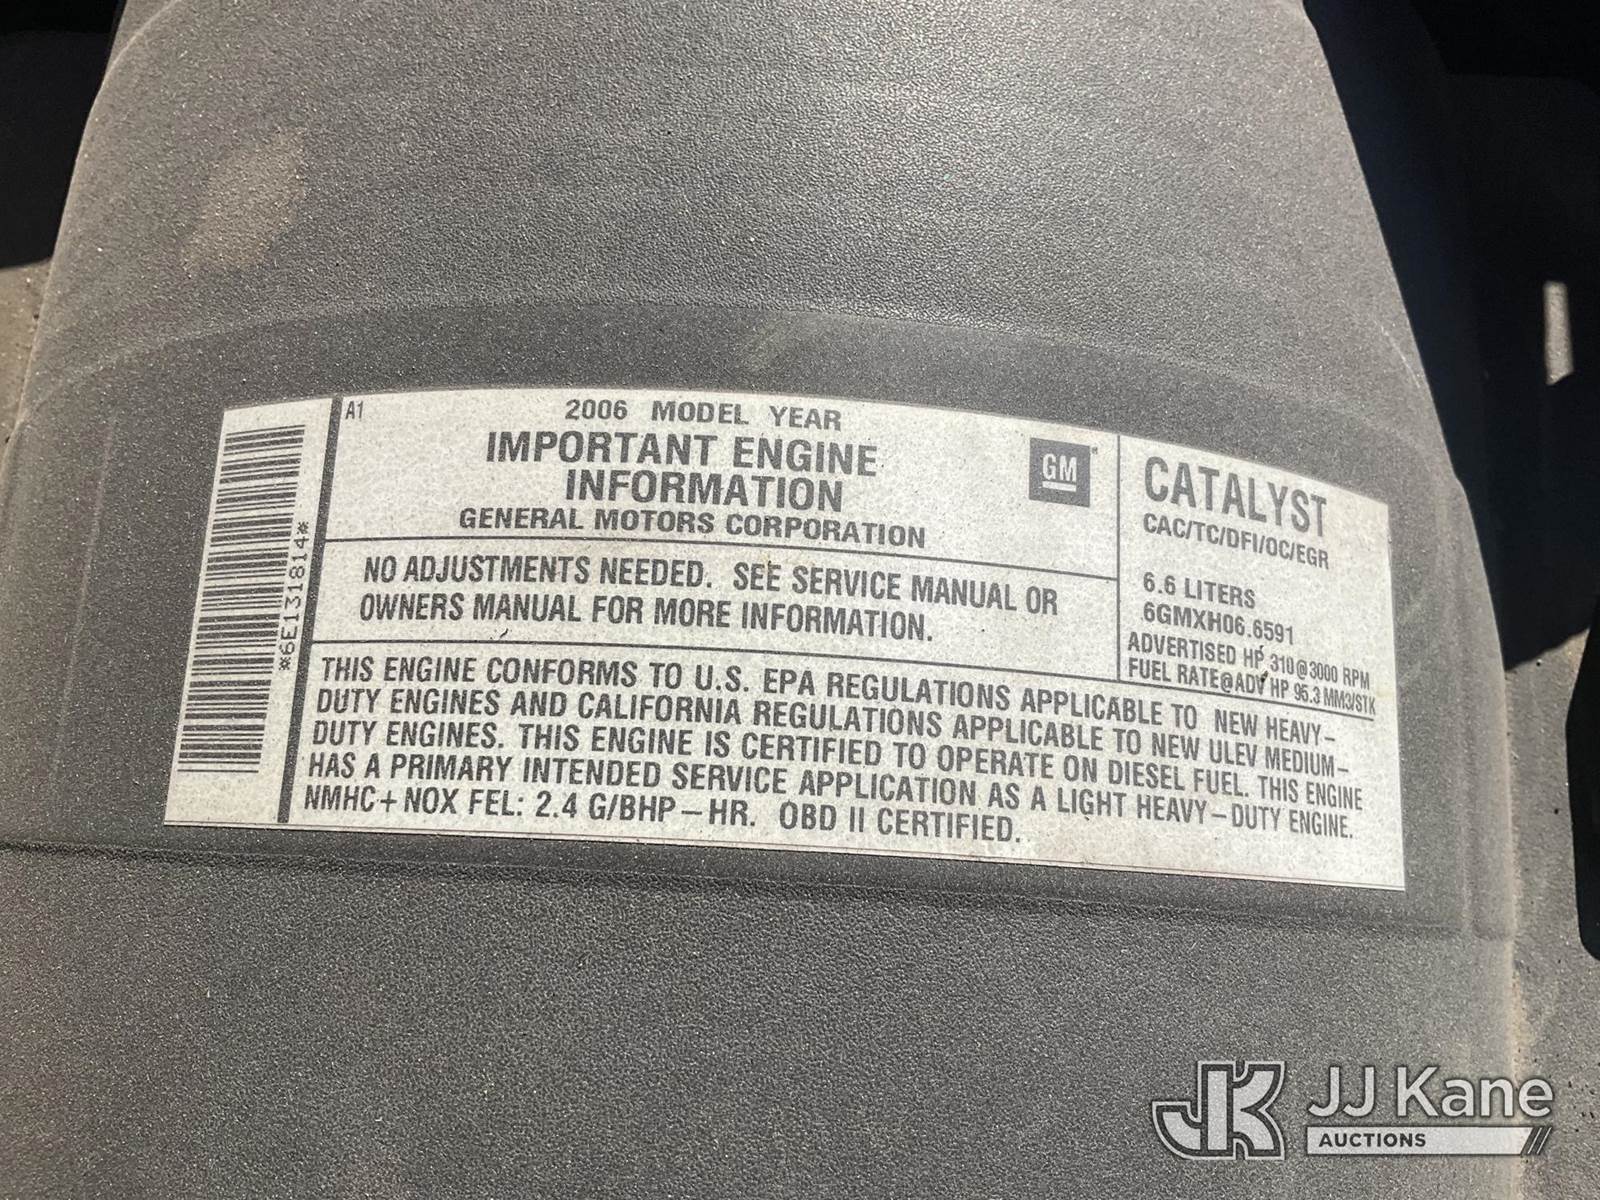 A1
2006 MODEL YEAR
IMPORTANT ENGINE
INFORMATION
GENERAL MOTORS CORPORATION
GM
NO ADJUSTMENTS NEEDED. SEE SERVICE MANUAL OR
OWNERS MANUAL FOR MORE INFORMATION.
CATALYST
CAC/TC/DFI/OC/EGR
6.6 LITERS
6GMXH06.6591
ADVERTISED HP 310@3000 RPM
FUEL RATE@ADV HP 95.3 MM3/STK
THIS ENGINE CONFORMS TO U.S. EPA REGULATIONS APPLICABLE TO NEW HEAVY-
DUTY ENGINES AND CALIFORNIA REGULATIONS APPLICABLE TO NEW ULEV MEDIUM-
DUTY ENGINES. THIS ENGINE IS CERTIFIED TO OPERATE ON DIESEL FUEL. THIS ENGINE
HAS A PRIMARY INTENDED SERVICE APPLICATION AS A LIGHT HEAVY-DUTY ENGINE.
NMHC+NOX FEL: 2.4 G/BHP-HR. OBD II CERTIFIED.
*6E131814*
JK JJ Kane
AUCTIONS